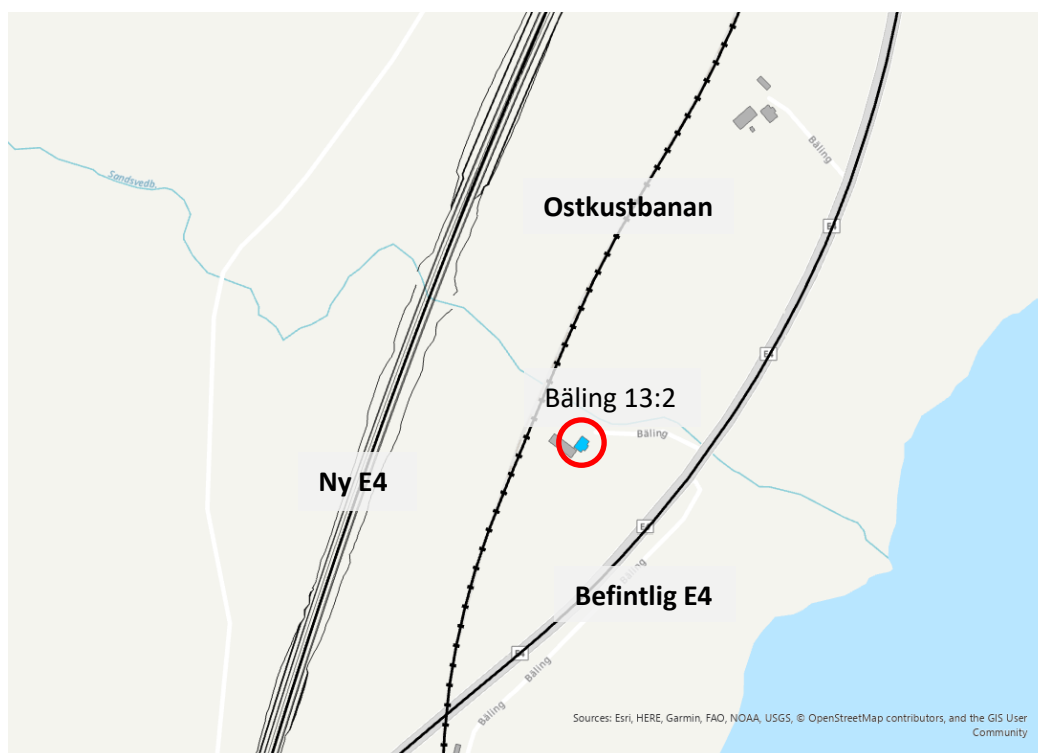 Bäling
Sandsvedb.
Ostkustbanan
E4
E4
Bäling 13:2
Bäling
Ny E4
E4
Bäling
Befintlig E4
E4
Bäling
Bäling
Sources: Esri, HERE, Garmin, FAO, NOAA, USGS, © OpenStreetMap contributors, and the GIS User
Community